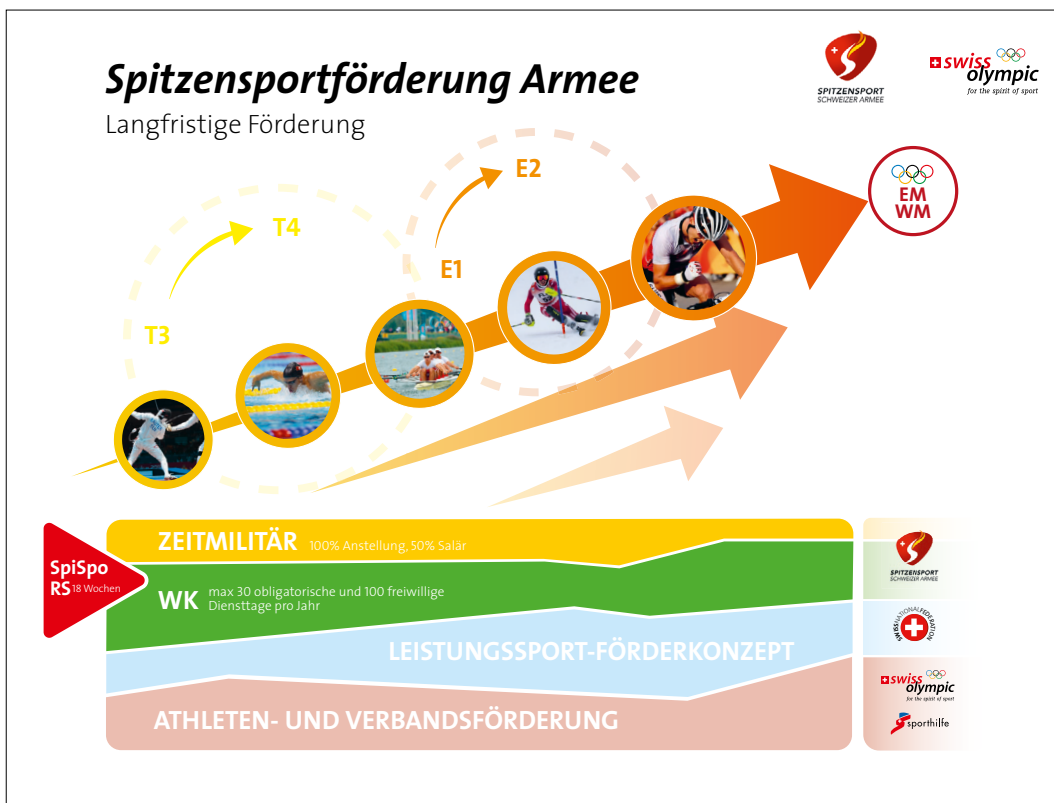 Spitzensportförderung Armee
Langfristige Förderung
SPITZENSPORT
SCHWEIZER ARMEE
swiss
olympic
for the spirit of sport
E2
EM
WM
T4
E1
T3
ZEITMILITÄR 100% Anstellung, 50% Salär
SpiSpo
RS 18 Wochen
WK max 30 obligatorische und 100 freiwillige
Diensttage pro Jahr
SPITZENSPORT
SCHWEIZER ARMEE
LEISTUNGSSPORT-FÖRDERKONZEPT
SWISS NATIONAL FEDERATION
ATHLETEN- UND VERBANDSFÖRDERUNG
swiss
olympic
for the spirit of sport
sporthilfe